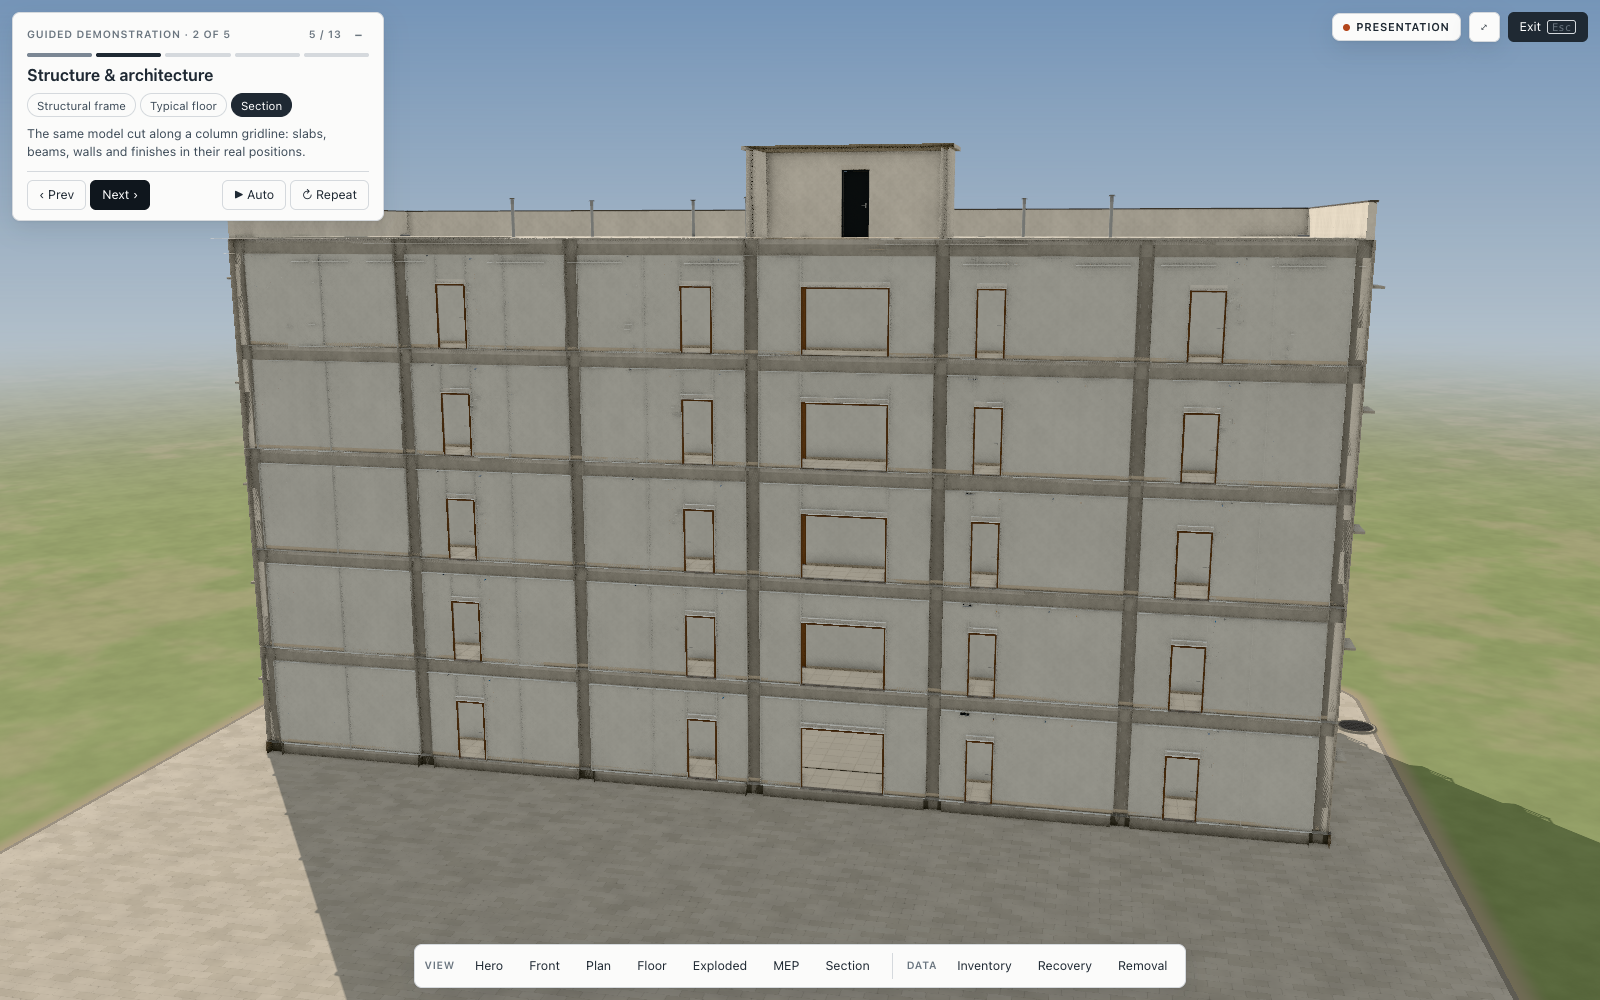 GUIDED DEMONSTRATION · 2 OF 5
5 / 13 –
Structure & architecture
Structural frame
Typical floor
Section
The same model cut along a column gridline: slabs,
beams, walls and finishes in their real positions.
‹ Prev
Next ›
▶ Auto
↻ Repeat
PRESENTATION
Exit Esc
VIEW Hero Front Plan Floor Exploded MEP Section DATA Inventory Recovery Removal